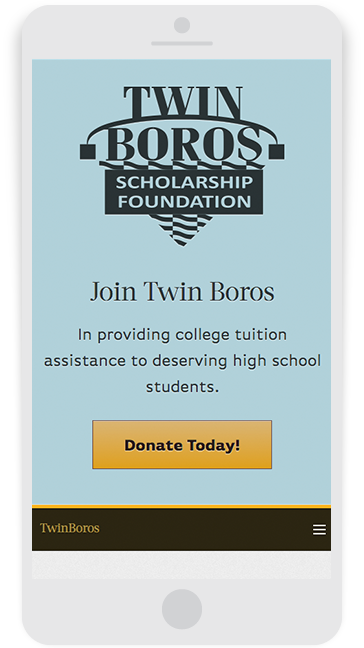 TWIN
BOROS
SCHOLARSHIP
FOUNDATION
Join Twin Boros
In providing college tuition
assistance to deserving high school
students.
Donate Today!
TwinBoros